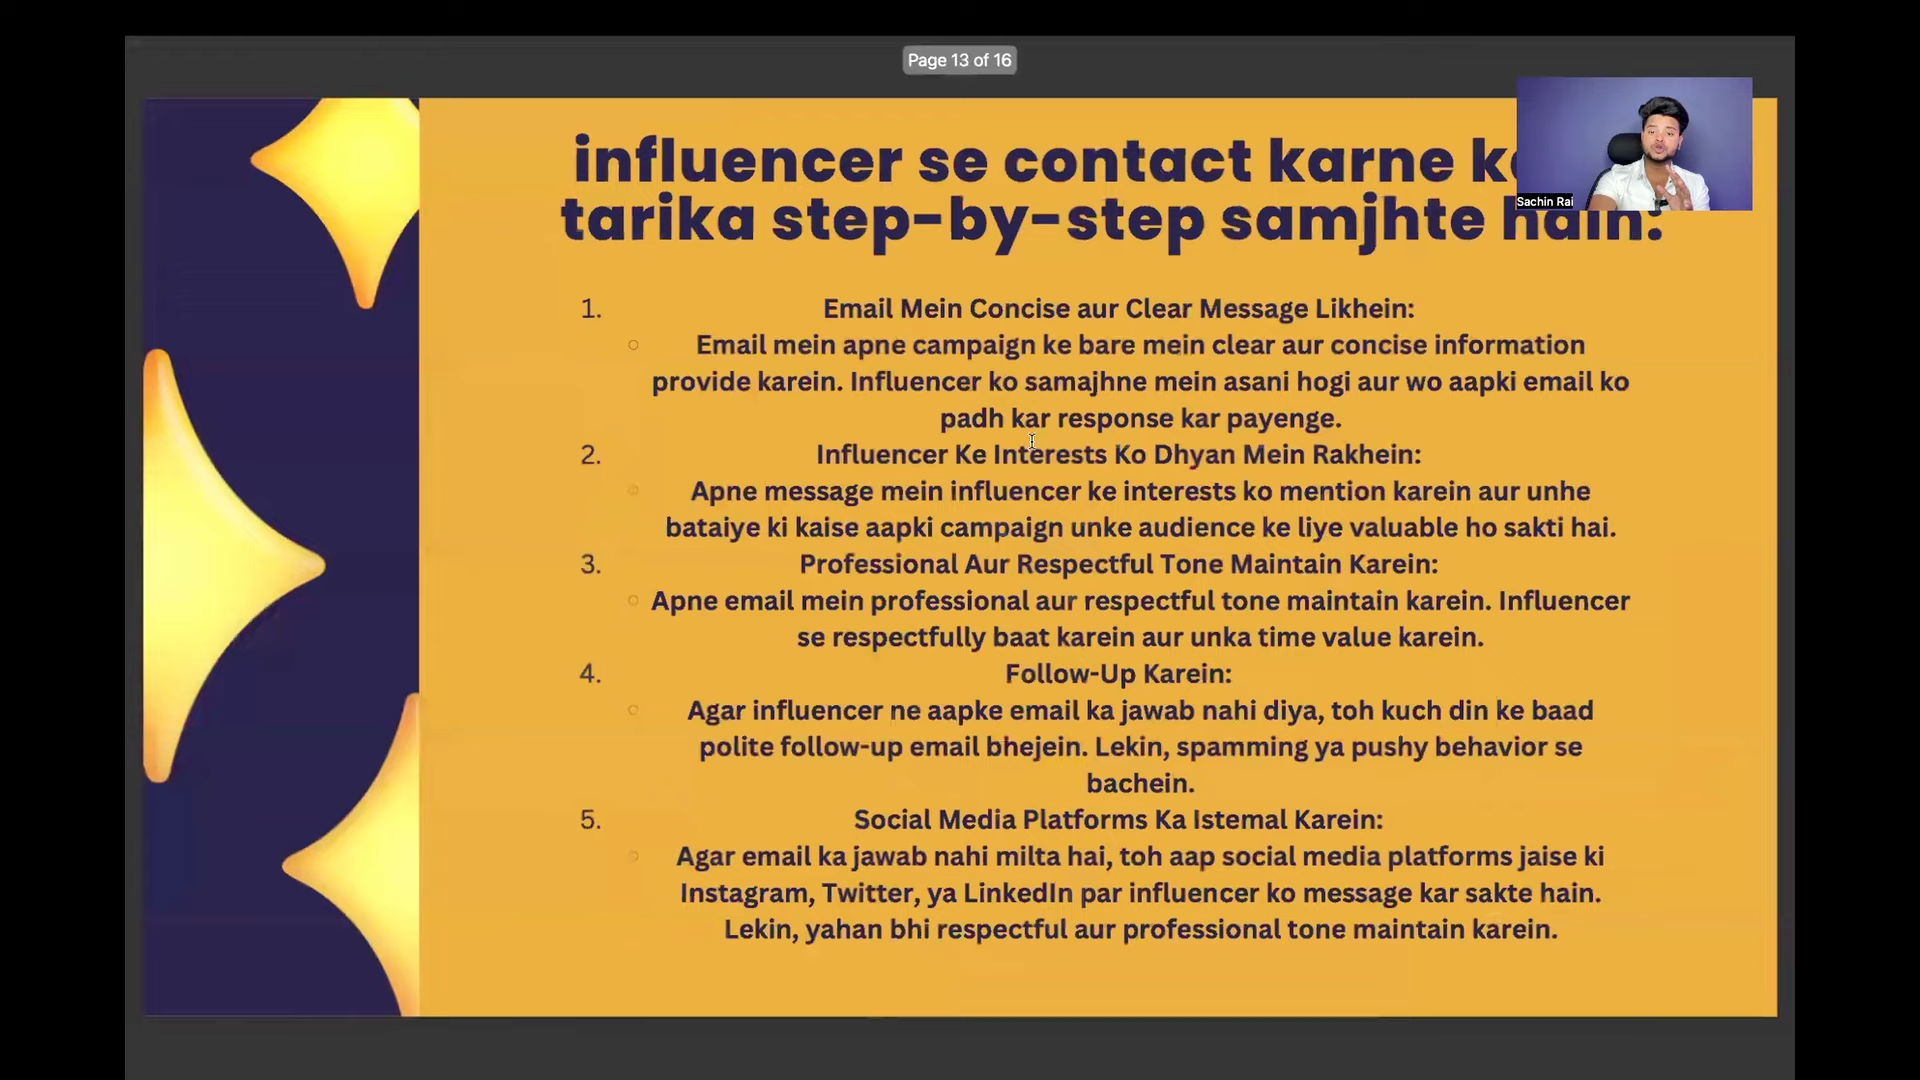 Page 13 of 16
influencer se contact karne
tarika step-by-step samjhte hain:
Sachin Rai
1. Email Mein Concise aur Clear Message Likhein:
○ Email mein apne campaign ke bare mein clear aur concise information
provide karein. Influencer ko samajhne mein asani hogi aur wo aapki email ko
padh kar response kar payenge.
2. Influencer Ke Interests Ko Dhyan Mein Rakhein:
○ Apne message mein influencer ke interests ko mention karein aur unhe
bataiye ki kaise aapki campaign unke audience ke liye valuable ho sakti hai.
3. Professional Aur Respectful Tone Maintain Karein:
○ Apne email mein professional aur respectful tone maintain karein. Influencer
se respectfully baat karein aur unka time value karein.
4. Follow-Up Karein:
○ Agar influencer ne aapke email ka jawab nahi diya, toh kuch din ke baad
polite follow-up email bhejein. Lekin, spamming ya pushy behavior se
bachein.
5. Social Media Platforms Ka Istemal Karein:
○ Agar email ka jawab nahi milta hai, toh aap social media platforms jaise ki
Instagram, Twitter, ya LinkedIn par influencer ko message kar sakte hain.
Lekin, yahan bhi respectful aur professional tone maintain karein.